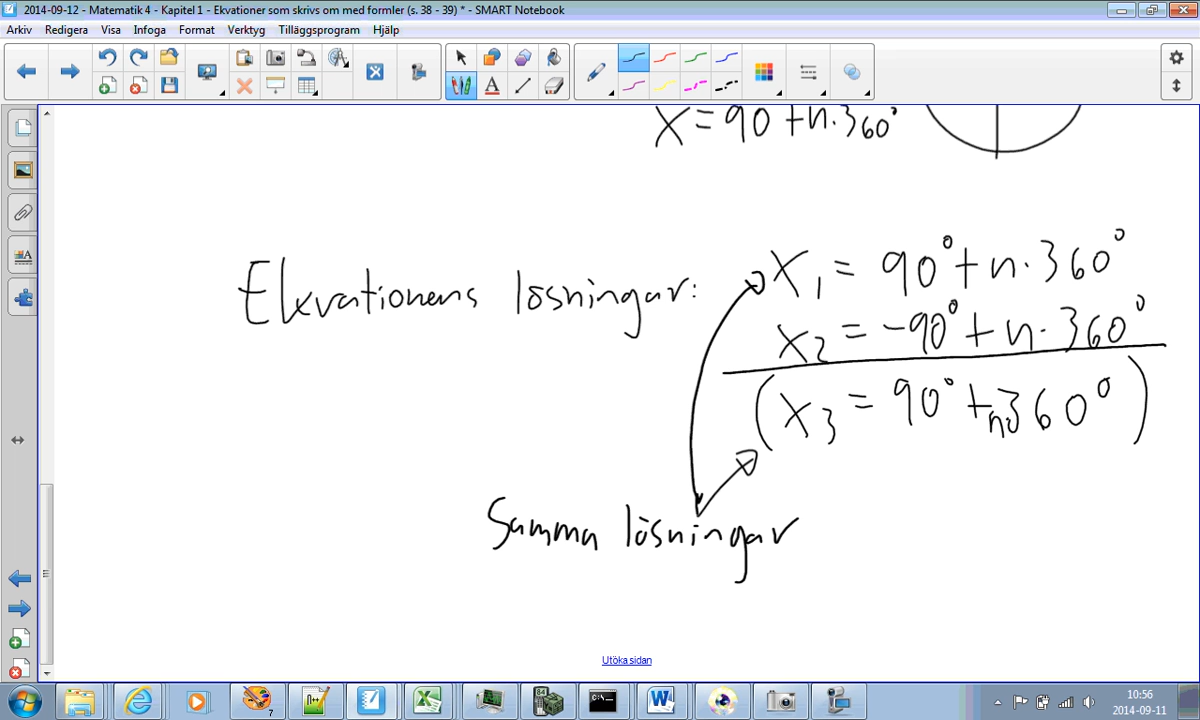 2014-09-12 - Matematik 4 - Kapitel 1 - Ekvationer som skrivs om med formler (s. 38 - 39) * - SMART Notebook
Arkiv Redigera Visa Infoga Format Verktyg Tilläggsprogram Hjälp
x = 90 + n · 360°
Ekvationens lösningar:
x₁ = 90° + n · 360°
x₂ = -90° + n · 360°
(x₃ = 90° + n · 360°)
Samma lösningar
Utöka sidan
10:56
2014-09-11